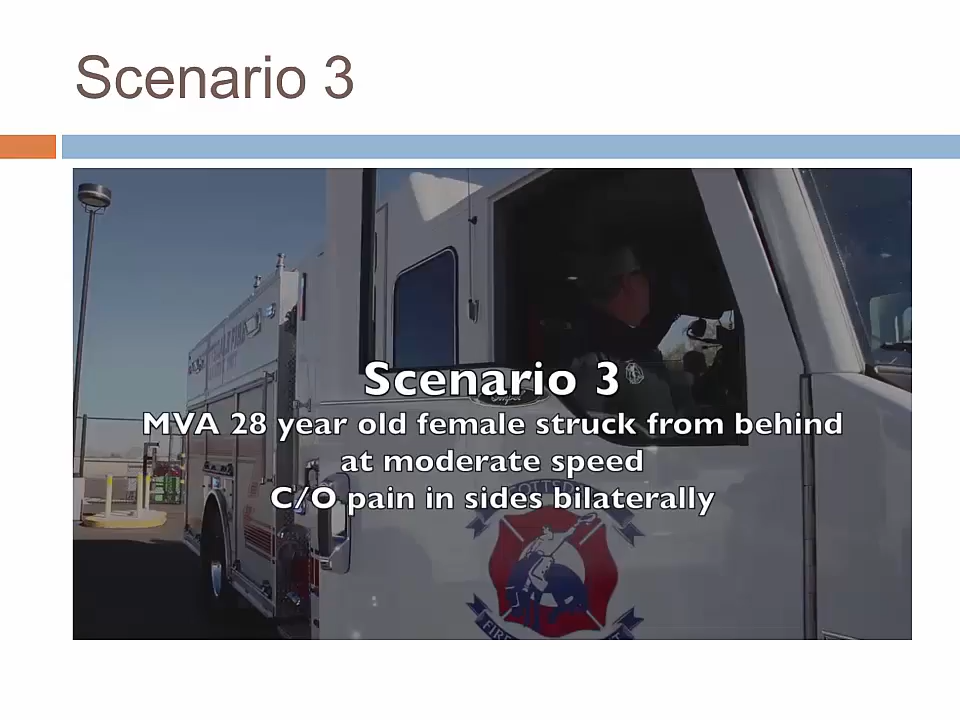 Scenario 3
Scenario 3
MVA 28 year old female struck from behind
at moderate speed
C/O pain in sides bilaterally